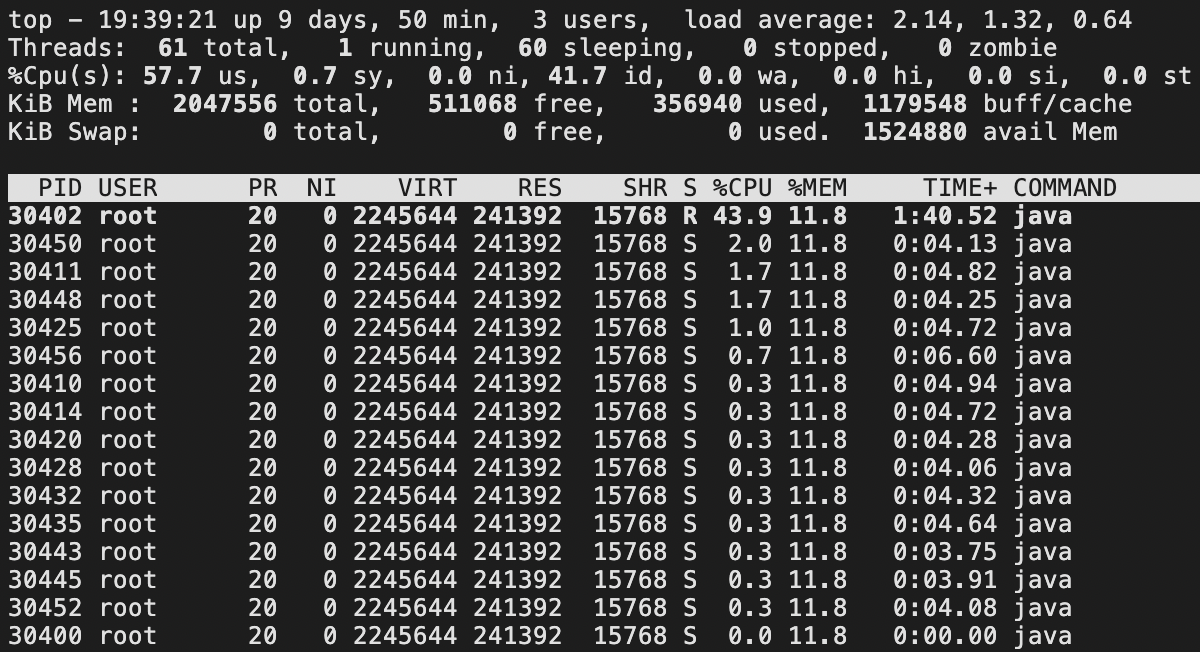 top - 19:39:21 up 9 days, 50 min,  3 users,  load average: 2.14, 1.32, 0.64
Threads:  61 total,   1 running,  60 sleeping,   0 stopped,   0 zombie
%Cpu(s): 57.7 us,  0.7 sy,  0.0 ni, 41.7 id,  0.0 wa,  0.0 hi,  0.0 si,  0.0 st
KiB Mem :  2047556 total,   511068 free,   356940 used,  1179548 buff/cache
KiB Swap:        0 total,        0 free,        0 used.  1524880 avail Mem
  PID USER      PR  NI    VIRT    RES    SHR S %CPU %MEM     TIME+ COMMAND
30402 root      20   0 2245644 241392  15768 R 43.9 11.8   1:40.52 java
30450 root      20   0 2245644 241392  15768 S  2.0 11.8   0:04.13 java
30411 root      20   0 2245644 241392  15768 S  1.7 11.8   0:04.82 java
30448 root      20   0 2245644 241392  15768 S  1.7 11.8   0:04.25 java
30425 root      20   0 2245644 241392  15768 S  1.0 11.8   0:04.72 java
30456 root      20   0 2245644 241392  15768 S  0.7 11.8   0:06.60 java
30410 root      20   0 2245644 241392  15768 S  0.3 11.8   0:04.94 java
30414 root      20   0 2245644 241392  15768 S  0.3 11.8   0:04.72 java
30420 root      20   0 2245644 241392  15768 S  0.3 11.8   0:04.28 java
30428 root      20   0 2245644 241392  15768 S  0.3 11.8   0:04.06 java
30432 root      20   0 2245644 241392  15768 S  0.3 11.8   0:04.32 java
30435 root      20   0 2245644 241392  15768 S  0.3 11.8   0:04.64 java
30443 root      20   0 2245644 241392  15768 S  0.3 11.8   0:03.75 java
30445 root      20   0 2245644 241392  15768 S  0.3 11.8   0:03.91 java
30452 root      20   0 2245644 241392  15768 S  0.3 11.8   0:04.08 java
30400 root      20   0 2245644 241392  15768 S  0.0 11.8   0:00.00 java